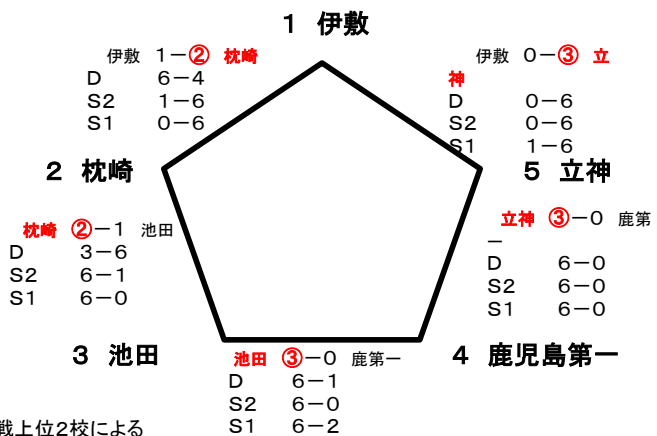 1 伊敷
伊敷 1－② 枕崎
D 6－4
S2 1－6
S1 0－6
伊敷 0－③ 立
神
D 0－6
S2 0－6
S1 1－6
2 枕崎
5 立神
枕崎 ②－1 池田
D 3－6
S2 6－1
S1 6－0
立神 ③－0 鹿第
一
D 6－0
S2 6－0
S1 6－0
3 池田
4 鹿児島第一
池田 ③－0 鹿第一
D 6－1
S2 6－0
S1 6－2
戦上位2校による